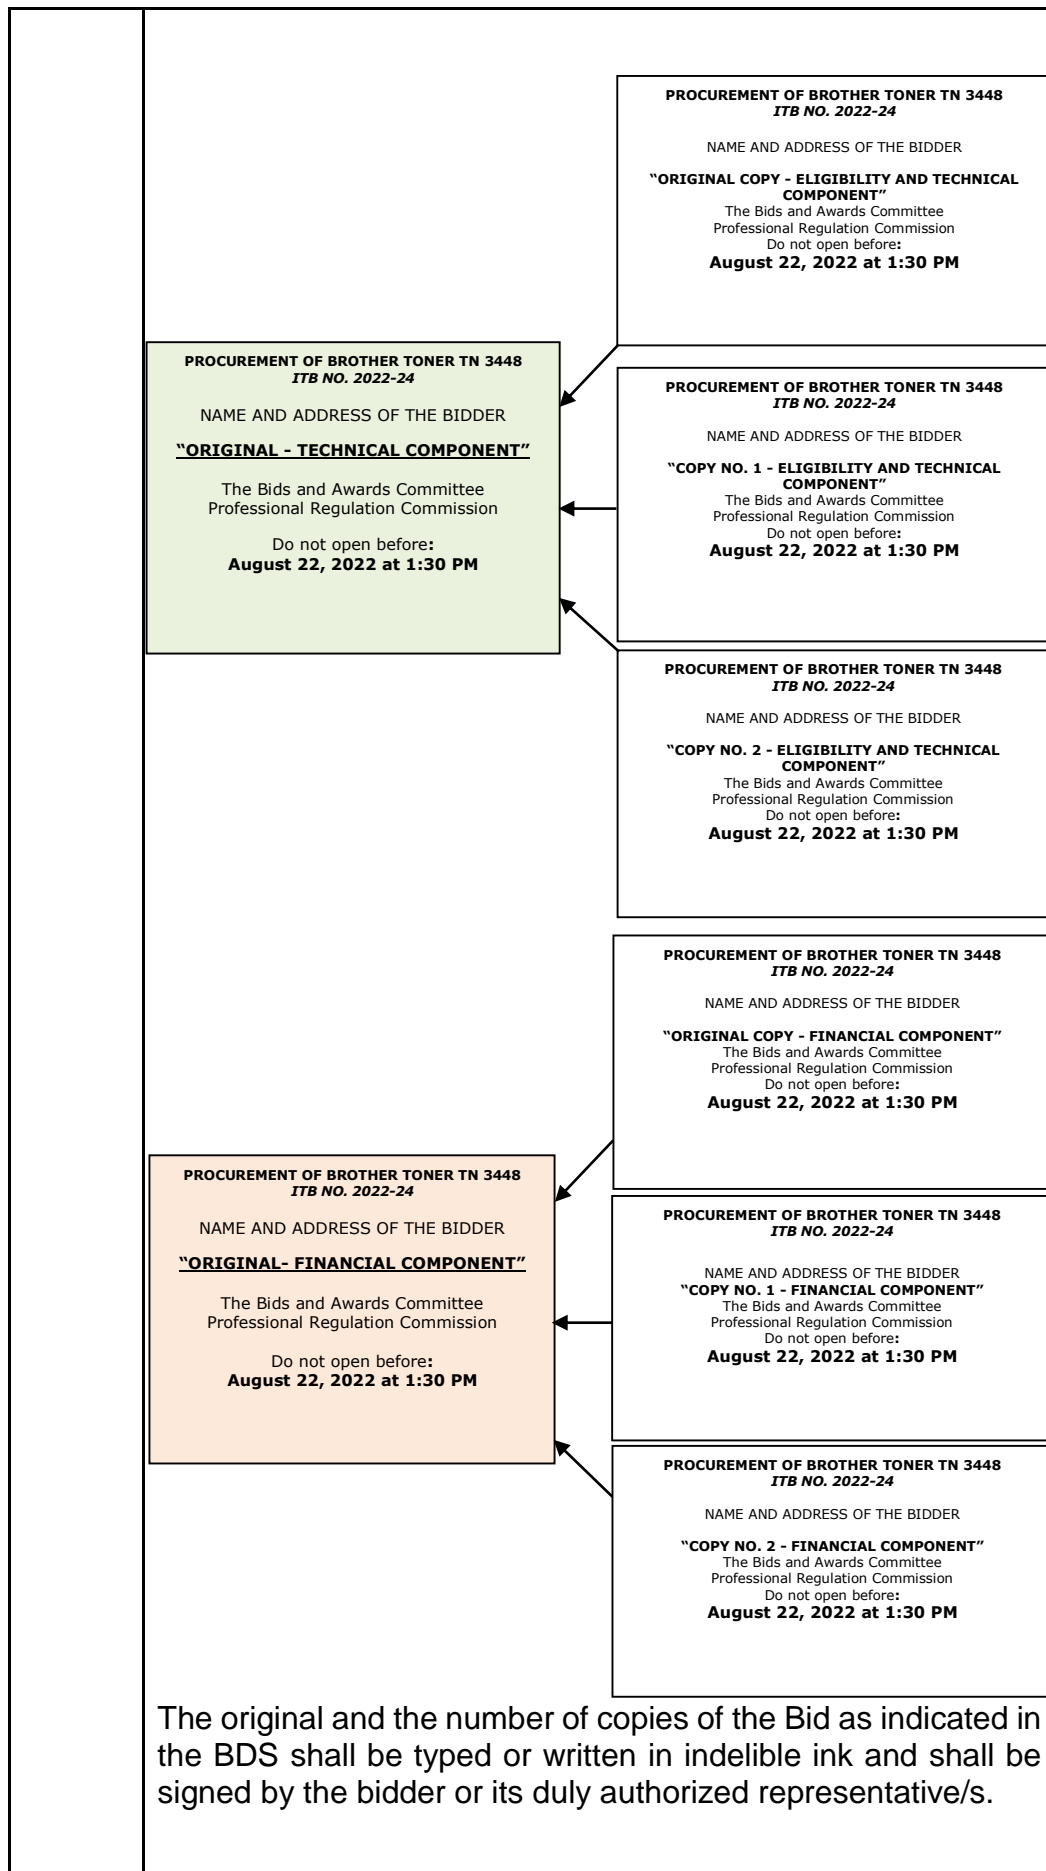 PROCUREMENT OF BROTHER TONER TN 3448
ITB NO. 2022-24
NAME AND ADDRESS OF THE BIDDER
“ORIGINAL COPY - ELIGIBILITY AND TECHNICAL
COMPONENT”
The Bids and Awards Committee
Professional Regulation Commission
Do not open before:
August 22, 2022 at 1:30 PM
PROCUREMENT OF BROTHER TONER TN 3448
ITB NO. 2022-24
NAME AND ADDRESS OF THE BIDDER
“ORIGINAL - TECHNICAL COMPONENT”
The Bids and Awards Committee
Professional Regulation Commission
Do not open before:
August 22, 2022 at 1:30 PM
PROCUREMENT OF BROTHER TONER TN 3448
ITB NO. 2022-24
NAME AND ADDRESS OF THE BIDDER
“COPY NO. 1 - ELIGIBILITY AND TECHNICAL
COMPONENT”
The Bids and Awards Committee
Professional Regulation Commission
Do not open before:
August 22, 2022 at 1:30 PM
PROCUREMENT OF BROTHER TONER TN 3448
ITB NO. 2022-24
NAME AND ADDRESS OF THE BIDDER
“COPY NO. 2 - ELIGIBILITY AND TECHNICAL
COMPONENT”
The Bids and Awards Committee
Professional Regulation Commission
Do not open before:
August 22, 2022 at 1:30 PM
PROCUREMENT OF BROTHER TONER TN 3448
ITB NO. 2022-24
NAME AND ADDRESS OF THE BIDDER
“ORIGINAL COPY - FINANCIAL COMPONENT”
The Bids and Awards Committee
Professional Regulation Commission
Do not open before:
August 22, 2022 at 1:30 PM
PROCUREMENT OF BROTHER TONER TN 3448
ITB NO. 2022-24
NAME AND ADDRESS OF THE BIDDER
“ORIGINAL- FINANCIAL COMPONENT”
The Bids and Awards Committee
Professional Regulation Commission
Do not open before:
August 22, 2022 at 1:30 PM
PROCUREMENT OF BROTHER TONER TN 3448
ITB NO. 2022-24
NAME AND ADDRESS OF THE BIDDER
“COPY NO. 1 - FINANCIAL COMPONENT”
The Bids and Awards Committee
Professional Regulation Commission
Do not open before:
August 22, 2022 at 1:30 PM
PROCUREMENT OF BROTHER TONER TN 3448
ITB NO. 2022-24
NAME AND ADDRESS OF THE BIDDER
“COPY NO. 2 - FINANCIAL COMPONENT”
The Bids and Awards Committee
Professional Regulation Commission
Do not open before:
August 22, 2022 at 1:30 PM
The original and the number of copies of the Bid as indicated in
the BDS shall be typed or written in indelible ink and shall be
signed by the bidder or its duly authorized representative/s.